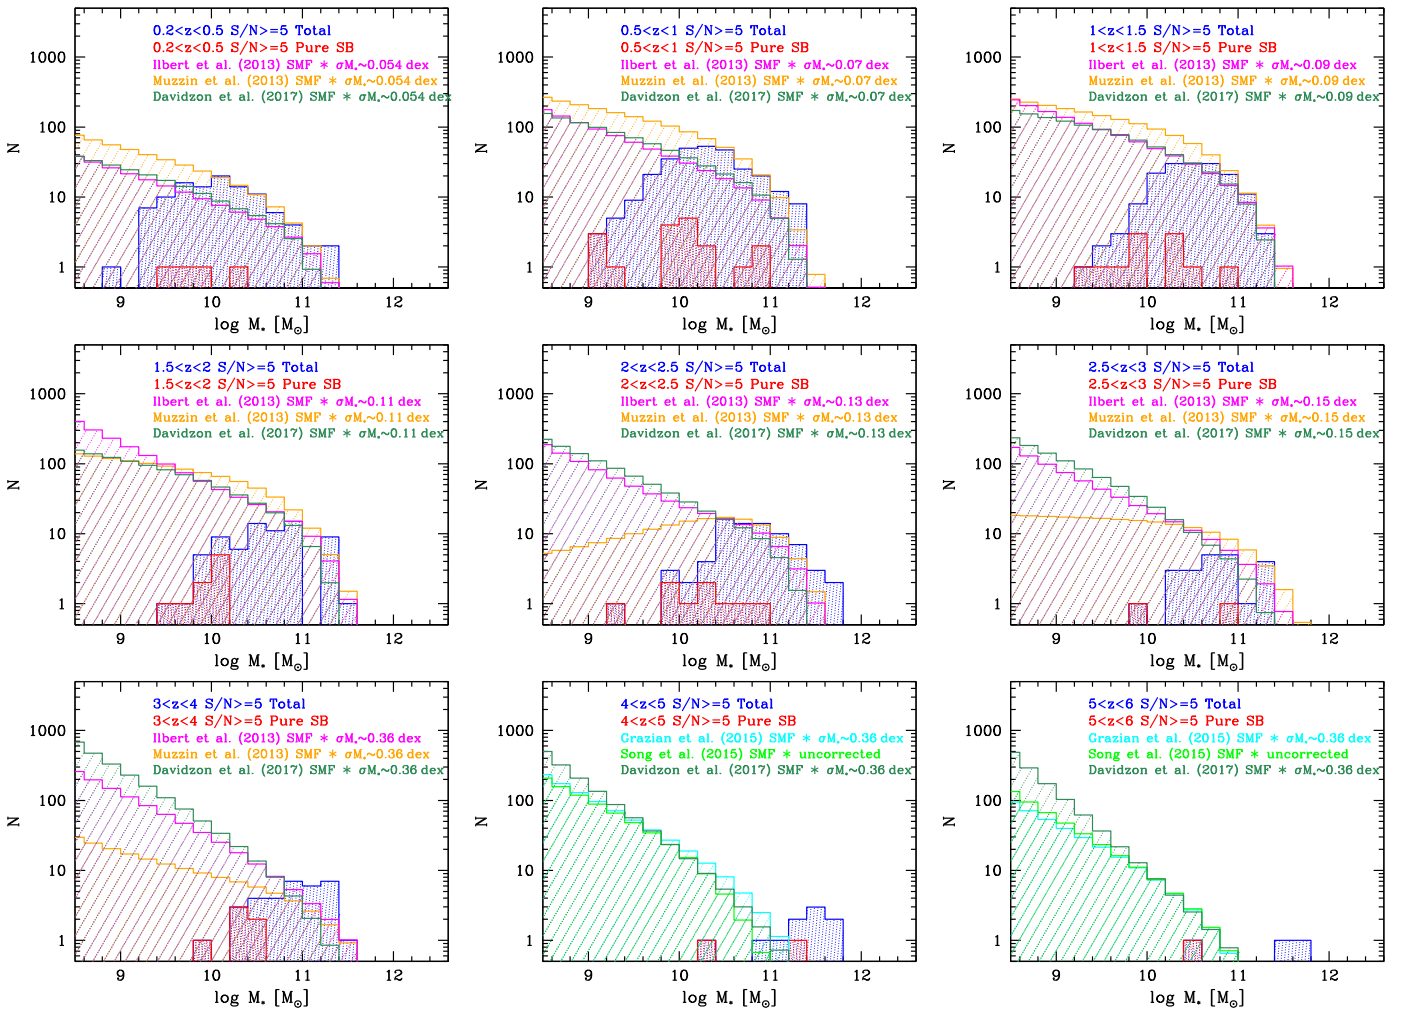 0.2<z<0.5 S/N>=5 Total
0.2<z<0.5 S/N>=5 Pure SB
Ilbert et al. (2013) SMF * σM⋆~0.054 dex
Muzzin et al. (2013) SMF * σM⋆~0.054 dex
Davidzon et al. (2017) SMF * σM⋆~0.054 dex
1000
100
10
1
N
9 10 11 12
log M⋆ [M⊙]
0.5<z<1 S/N>=5 Total
0.5<z<1 S/N>=5 Pure SB
Ilbert et al. (2013) SMF * σM⋆~0.07 dex
Muzzin et al. (2013) SMF * σM⋆~0.07 dex
Davidzon et al. (2017) SMF * σM⋆~0.07 dex
1000
100
10
1
N
9 10 11 12
log M⋆ [M⊙]
1<z<1.5 S/N>=5 Total
1<z<1.5 S/N>=5 Pure SB
Ilbert et al. (2013) SMF * σM⋆~0.09 dex
Muzzin et al. (2013) SMF * σM⋆~0.09 dex
Davidzon et al. (2017) SMF * σM⋆~0.09 dex
1000
100
10
1
N
9 10 11 12
log M⋆ [M⊙]
1.5<z<2 S/N>=5 Total
1.5<z<2 S/N>=5 Pure SB
Ilbert et al. (2013) SMF * σM⋆~0.11 dex
Muzzin et al. (2013) SMF * σM⋆~0.11 dex
Davidzon et al. (2017) SMF * σM⋆~0.11 dex
1000
100
10
1
N
9 10 11 12
log M⋆ [M⊙]
2<z<2.5 S/N>=5 Total
2<z<2.5 S/N>=5 Pure SB
Ilbert et al. (2013) SMF * σM⋆~0.13 dex
Muzzin et al. (2013) SMF * σM⋆~0.13 dex
Davidzon et al. (2017) SMF * σM⋆~0.13 dex
1000
100
10
1
N
9 10 11 12
log M⋆ [M⊙]
2.5<z<3 S/N>=5 Total
2.5<z<3 S/N>=5 Pure SB
Ilbert et al. (2013) SMF * σM⋆~0.15 dex
Muzzin et al. (2013) SMF * σM⋆~0.15 dex
Davidzon et al. (2017) SMF * σM⋆~0.15 dex
1000
100
10
1
N
9 10 11 12
log M⋆ [M⊙]
3<z<4 S/N>=5 Total
3<z<4 S/N>=5 Pure SB
Ilbert et al. (2013) SMF * σM⋆~0.36 dex
Muzzin et al. (2013) SMF * σM⋆~0.36 dex
Davidzon et al. (2017) SMF * σM⋆~0.36 dex
1000
100
10
1
N
9 10 11 12
log M⋆ [M⊙]
4<z<5 S/N>=5 Total
4<z<5 S/N>=5 Pure SB
Grazian et al. (2015) SMF * σM⋆~0.36 dex
Song et al. (2015) SMF * uncorrected
Davidzon et al. (2017) SMF * σM⋆~0.36 dex
1000
100
10
1
N
9 10 11 12
log M⋆ [M⊙]
5<z<6 S/N>=5 Total
5<z<6 S/N>=5 Pure SB
Grazian et al. (2015) SMF * σM⋆~0.36 dex
Song et al. (2015) SMF * uncorrected
Davidzon et al. (2017) SMF * σM⋆~0.36 dex
1000
100
10
1
N
9 10 11 12
log M⋆ [M⊙]